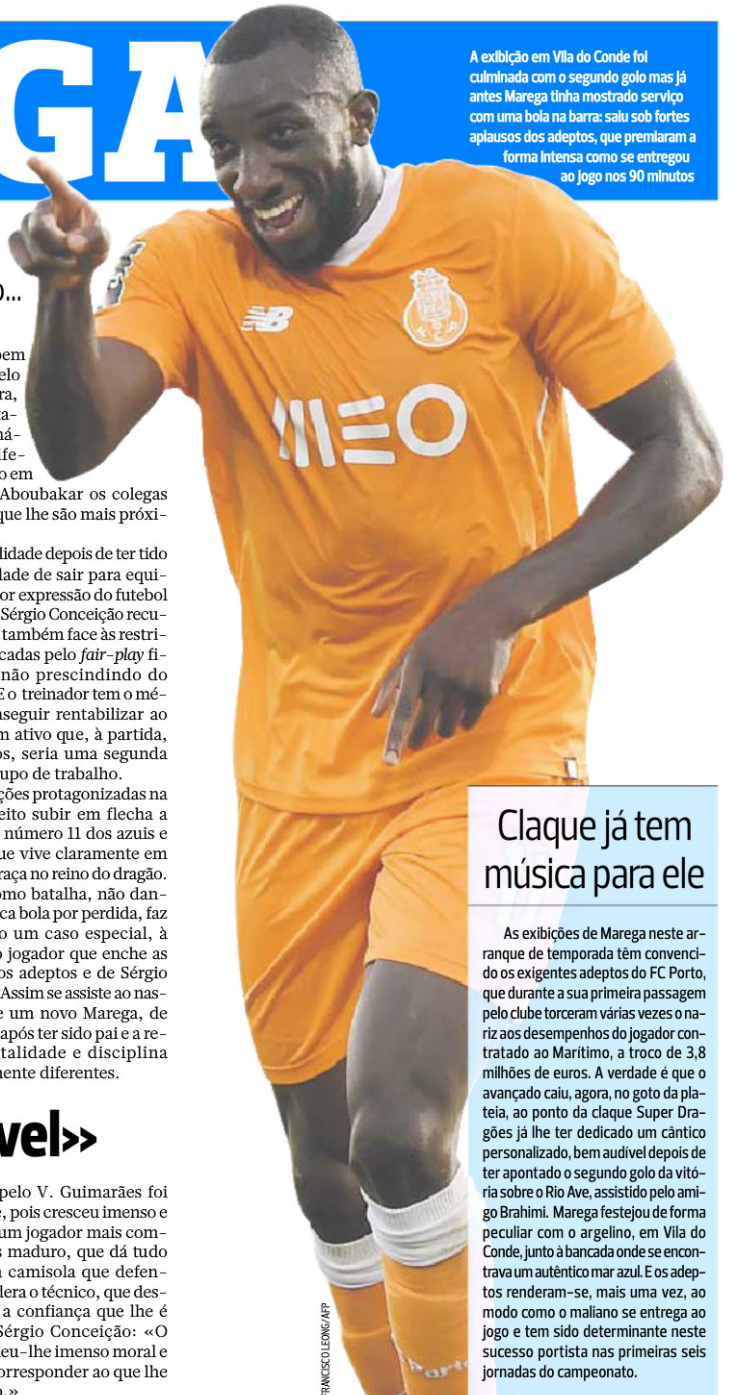 GA
A exibição em Vila do Conde foi
culminada com o segundo golo mas já
antes Marega tinha mostrado serviço
com uma bola na barra: saiu sob fortes
aplausos dos adeptos, que premiaram a
forma intensa como se entregou
ao jogo nos 90 minutos
...
bem
elo
ra,
ta-
ná-
ife-
o em
Aboubakar os colegas
que lhe são mais próxi-
lidade depois de ter tido
dade de sair para equi-
or expressão do futebol
Sérgio Conceição recu-
também face às restri-
cadas pelo fair-play fi-
não prescindindo do
E o treinador tem o mé-
nseguir rentabilizar ao
m ativo que, à partida,
os, seria uma segunda
upo de trabalho.
ções protagonizadas na
eito subir em flecha a
número 11 dos azuis e
ue vive claramente em
raça no reino do dragão.
omo batalha, não dan-
ca bola por perdida, faz
o um caso especial, à
o jogador que enche as
os adeptos e de Sérgio
Assim se assiste ao nas-
e um novo Marega, de
após ter sido pai e a re-
talidade e disciplina
mente diferentes.
vel»
pelo V. Guimarães foi
e, pois cresceu imenso e
um jogador mais com-
s maduro, que dá tudo
a camisola que defen-
dera o técnico, que des-
a confiança que lhe é
Sérgio Conceição: «O
eu-lhe imenso moral e
orresponder ao que lhe
o.»
MEO
FCP
FRANCISCO LEONG/AFP
Porto
Claque já tem
música para ele
As exibições de Marega neste ar-
ranque de temporada têm convenci-
do os exigentes adeptos do FC Porto,
que durante a sua primeira passagem
pelo clube torceram várias vezes o na-
riz aos desempenhos do jogador con-
tratado ao Marítimo, a troco de 3,8
milhões de euros. A verdade é que o
avançado caiu, agora, no goto da pla-
teia, ao ponto da claque Super Dra-
gões já lhe ter dedicado um cântico
personalizado, bem audível depois de
ter apontado o segundo golo da vitó-
ria sobre o Rio Ave, assistido pelo ami-
go Brahimi. Marega festejou de forma
peculiar com o argelino, em Vila do
Conde, junto à bancada onde se encon-
trava um autêntico mar azul. E os adep-
tos renderam-se, mais uma vez, ao
modo como o maliano se entrega ao
jogo e tem sido determinante neste
sucesso portista nas primeiras seis
jornadas do campeonato.